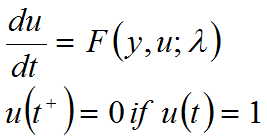 du/dt = F(y, u; λ)
u(t⁺) = 0 if u(t) = 1